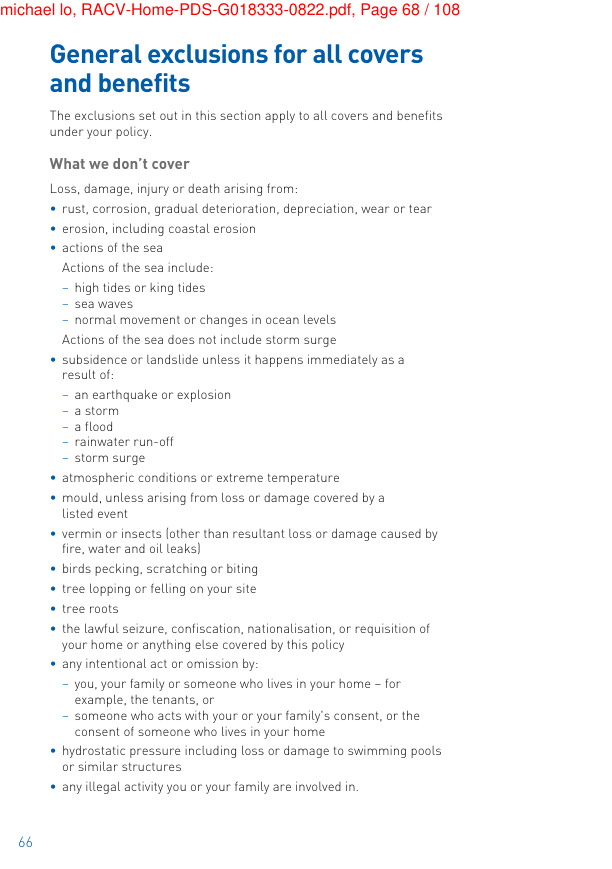 michael lo, RACV-Home-PDS-G018333-0822.pdf, Page 68 / 108
General exclusions for all covers
and benefits
The exclusions set out in this section apply to all covers and benefits
under your policy.
What we don't cover
Loss, damage, injury or death arising from:
• rust, corrosion, gradual deterioration, depreciation, wear or tear
• erosion, including coastal erosion
• actions of the sea
Actions of the sea include:
– high tides or king tides
– sea waves
– normal movement or changes in ocean levels
Actions of the sea does not include storm surge
• subsidence or landslide unless it happens immediately as a
result of:
– an earthquake or explosion
– a storm
– a flood
– rainwater run-off
– storm surge
• atmospheric conditions or extreme temperature
• mould, unless arising from loss or damage covered by a
listed event
• vermin or insects (other than resultant loss or damage caused by
fire, water and oil leaks)
• birds pecking, scratching or biting
• tree lopping or felling on your site
• tree roots
• the lawful seizure, confiscation, nationalisation, or requisition of
your home or anything else covered by this policy
• any intentional act or omission by:
– you, your family or someone who lives in your home – for
example, the tenants, or
– someone who acts with your or your family's consent, or the
consent of someone who lives in your home
• hydrostatic pressure including loss or damage to swimming pools
or similar structures
• any illegal activity you or your family are involved in.
66